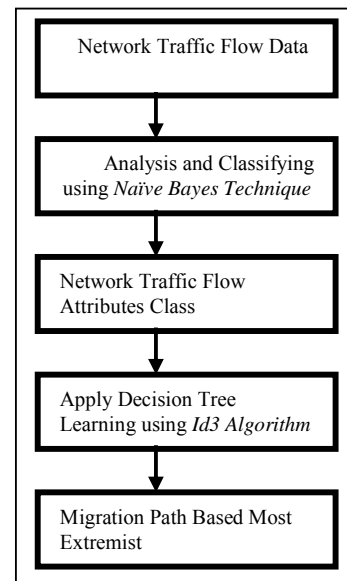 Network Traffic Flow Data
Analysis and Classifying
using Naïve Bayes Technique
Network Traffic Flow
Attributes Class
Apply Decision Tree
Learning using Id3 Algorithm
Migration Path Based Most
Extremist